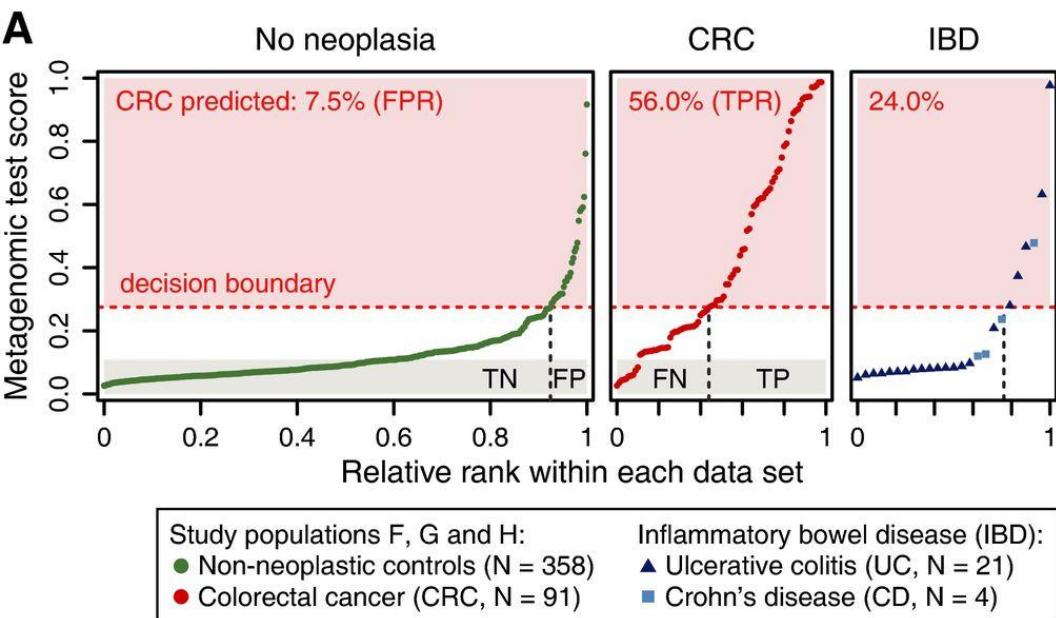 A
No neoplasia
CRC
IBD
Metagenomic test score
1.0
0.8
0.6
0.4
0.2
0.0
CRC predicted: 7.5% (FPR)
56.0% (TPR)
24.0%
decision boundary
TN
FP
FN
TP
0 0.2 0.4 0.6 0.8 1
0 1
0 1
Relative rank within each data set
Study populations F, G and H:
Non-neoplastic controls (N = 358)
Colorectal cancer (CRC, N = 91)
Inflammatory bowel disease (IBD):
Ulcerative colitis (UC, N = 21)
Crohn's disease (CD, N = 4)